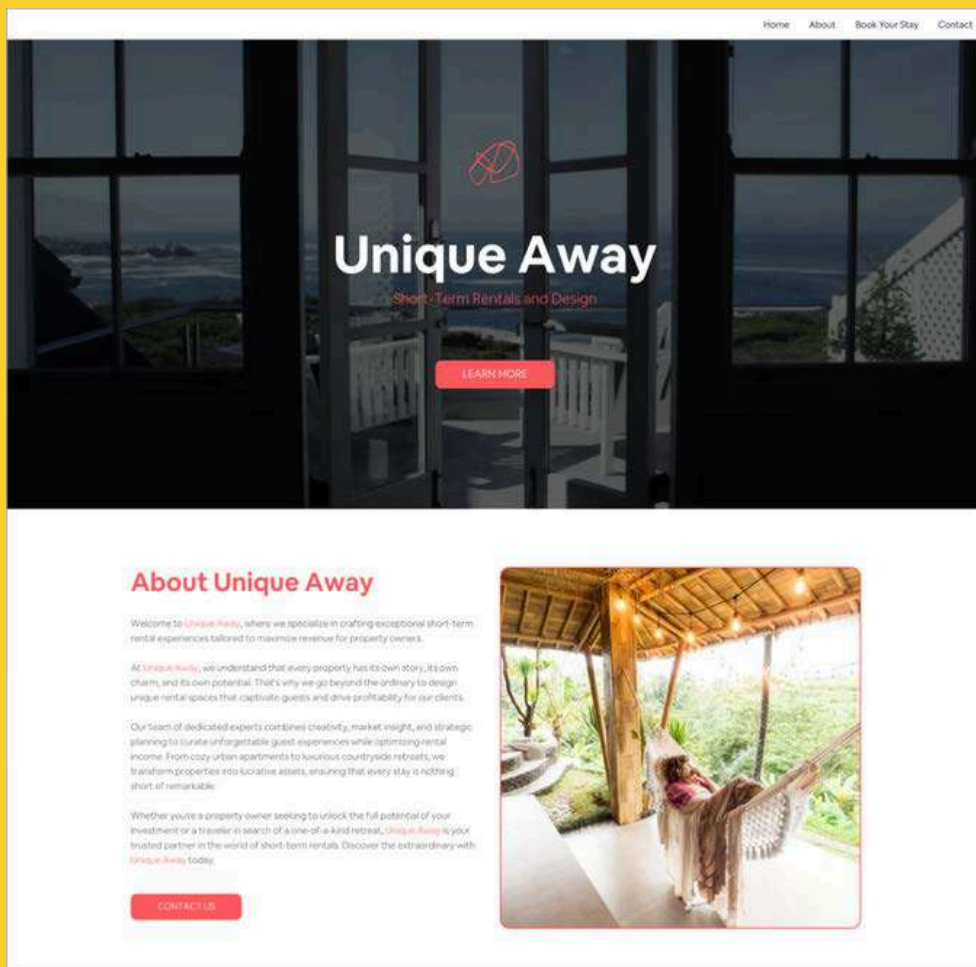 Home About Book Your Stay Contact
Unique Away
Short-Term Rentals and Design
LEARN MORE
About Unique Away
Welcome to Unique Away, where we specialize in crafting exceptional short-term
rental experiences tailored to maximize revenue for property owners.
At Unique Away, we understand that every property has its own story, its own
charm, and its own potential. That's why we go beyond the ordinary to design
unique rental spaces that captivate guests and drive profitability for our clients.
Our team of dedicated experts combines creativity, market insight, and strategic
planning to curate unforgettable guest experiences while optimizing rental
income. From cozy urban apartments to luxurious countryside retreats, we
transform properties into lucrative assets, ensuring that every stay is nothing
short of remarkable.
Whether you're a property owner seeking to unlock the full potential of your
investment or a traveler in search of a one-of-a-kind retreat, Unique Away is your
trusted partner in the world of short-term rentals. Discover the extraordinary with
Unique Away today.
CONTACT US